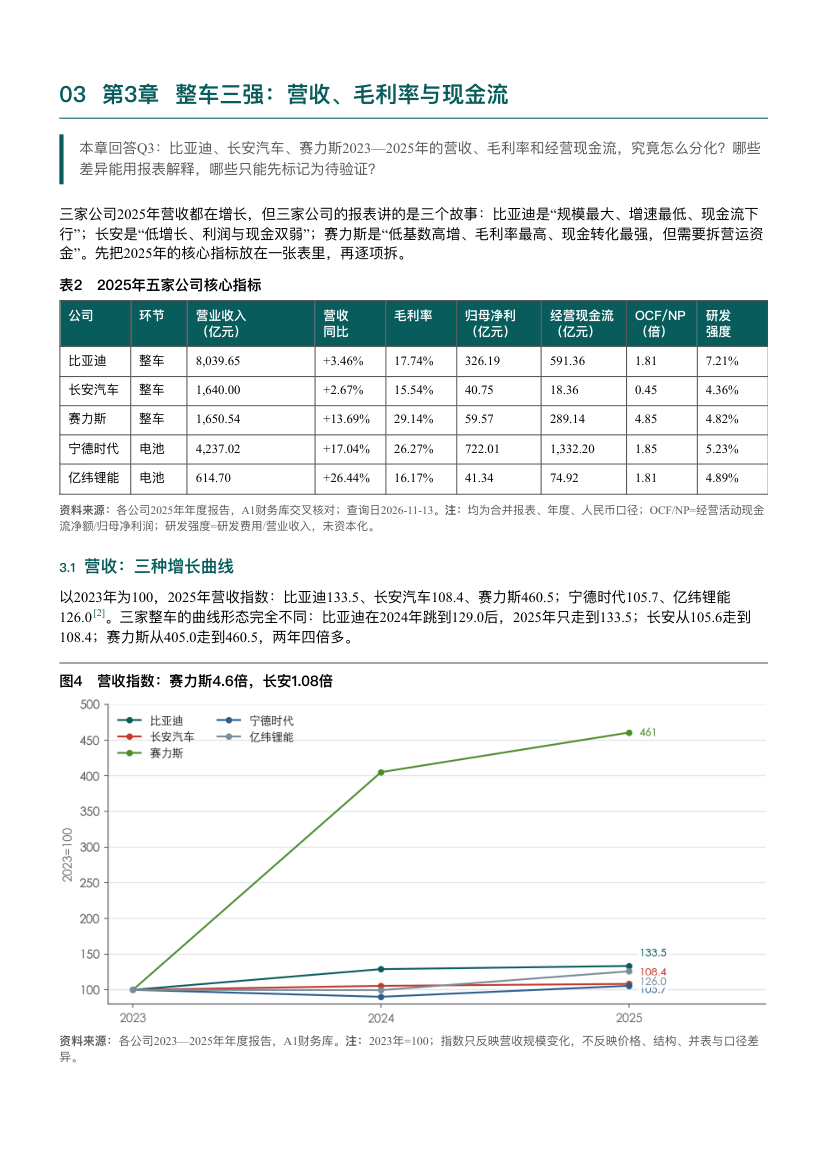 03 第3章 整车三强：营收、毛利率与现金流
本章回答Q3：比亚迪、长安汽车、赛力斯2023—2025年的营收、毛利率和经营现金流，究竟怎么分化？哪些
差异能用报表解释，哪些只能先标记为待验证？
三家公司2025年营收都在增长，但三家公司的报表讲的是三个故事：比亚迪是“规模最大、增速最低、现金流下
行”；长安是“低增长、利润与现金双弱”；赛力斯是“低基数高增、毛利率最高、现金转化最强，但需要拆营运资
金”。先把2025年的核心指标放在一张表里，再逐项拆。
表2 2025年五家公司核心指标
公司 环节 营业收入（亿元） 营收同比 毛利率 归母净利（亿元） 经营现金流（亿元） OCF/NP（倍） 研发强度
比亚迪 整车 8,039.65 +3.46% 17.74% 326.19 591.36 1.81 7.21%
长安汽车 整车 1,640.00 +2.67% 15.54% 40.75 18.36 0.45 4.36%
赛力斯 整车 1,650.54 +13.69% 29.14% 59.57 289.14 4.85 4.82%
宁德时代 电池 4,237.02 +17.04% 26.27% 722.01 1,332.20 1.85 5.23%
亿纬锂能 电池 614.70 +26.44% 16.17% 41.34 74.92 1.81 4.89%
资料来源：各公司2025年年度报告，A1财务库交叉核对；查询日2026-11-13。注：均为合并报表、年度、人民币口径；OCF/NP=经营活动现金
流净额/归母净利润；研发强度=研发费用/营业收入，未资本化。
3.1 营收：三种增长曲线
以2023年为100，2025年营收指数：比亚迪133.5、长安汽车108.4、赛力斯460.5；宁德时代105.7、亿纬锂能
126.0[2]。三家整车的曲线形态完全不同：比亚迪在2024年跳到129.0后，2025年只走到133.5；长安从105.6走到
108.4；赛力斯从405.0走到460.5，两年四倍多。
图4 营收指数：赛力斯4.6倍，长安1.08倍
比亚迪 宁德时代
长安汽车 亿纬锂能
赛力斯
500
450
400
350
300
250
200
150
100
2023=100
461
133.5
108.4
126.0
105.7
2023 2024 2025
资料来源：各公司2023—2025年年度报告，A1财务库。注：2023年=100；指数只反映营收规模变化，不反映价格、结构、并表与口径差
异。